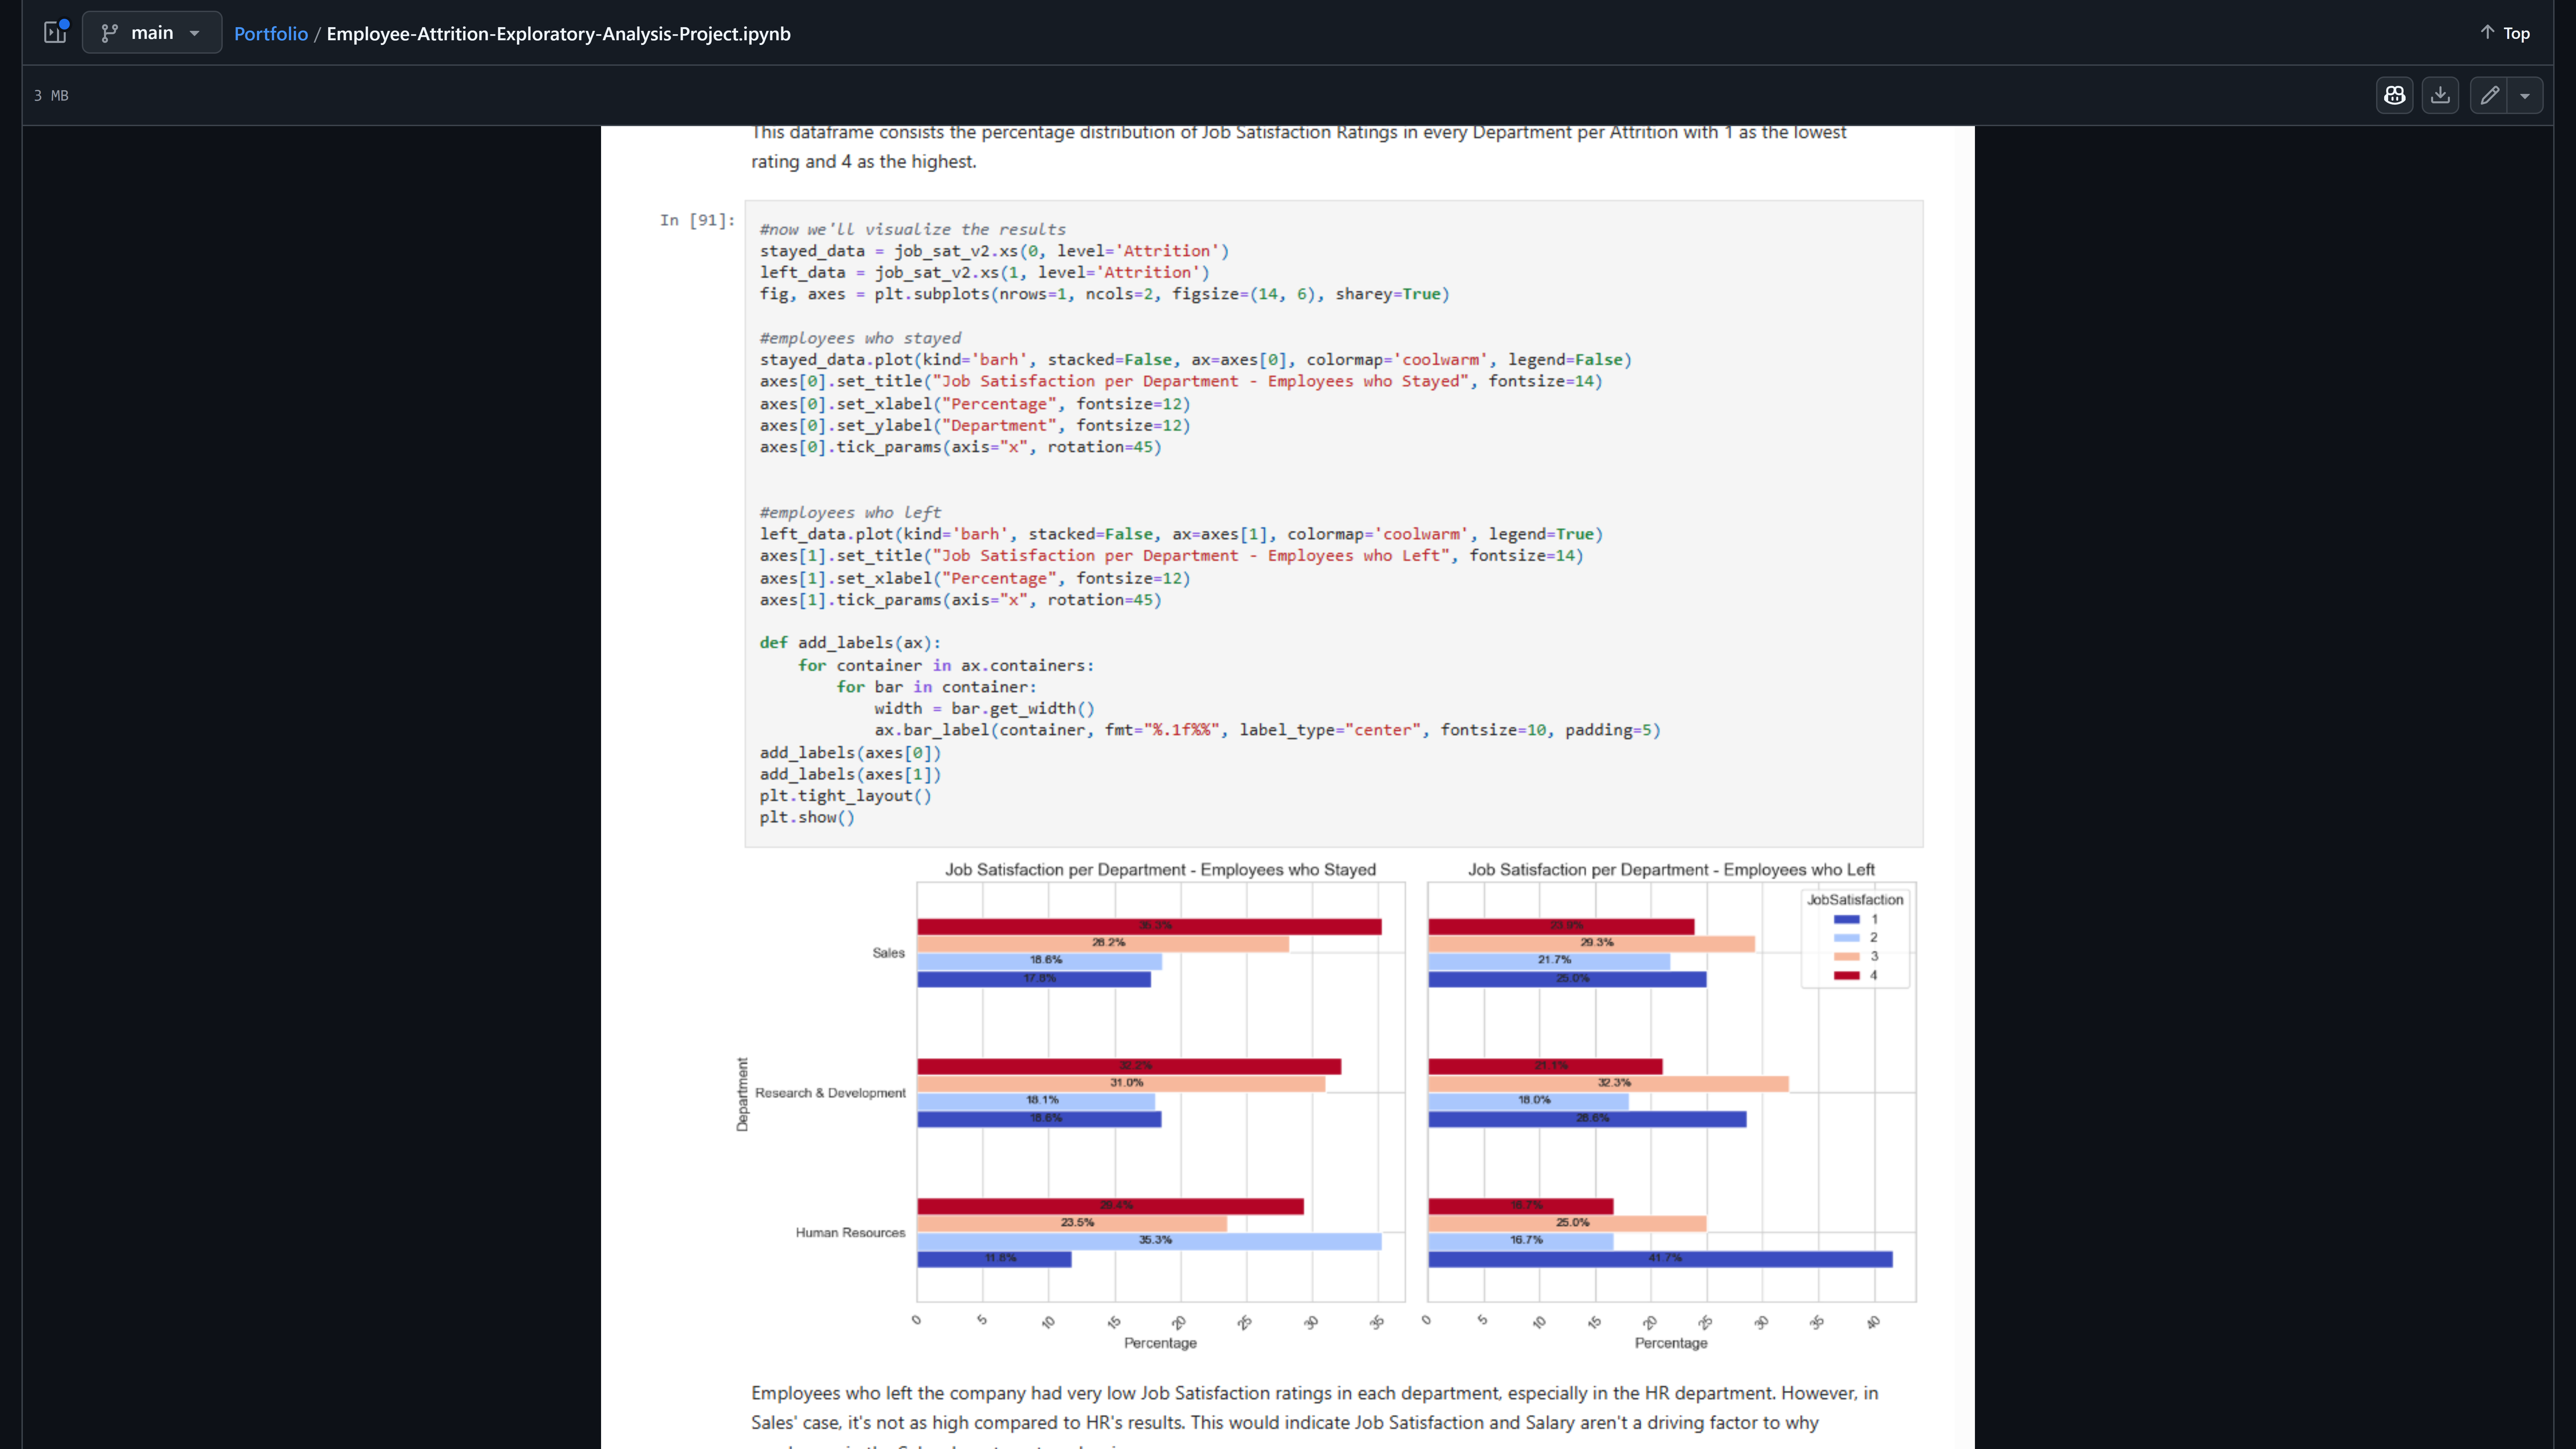 main
Portfolio / Employee-Attrition-Exploratory-Analysis-Project.ipynb
Top
3 MB
This dataframe consists the percentage distribution of Job Satisfaction Ratings in every Department per Attrition with 1 as the lowest
rating and 4 as the highest.
In [91]:
#now we'll visualize the results
stayed_data = job_sat_v2.xs(0, level='Attrition')
left_data = job_sat_v2.xs(1, level='Attrition')
fig, axes = plt.subplots(nrows=1, ncols=2, figsize=(14, 6), sharey=True)
#employees who stayed
stayed_data.plot(kind='barh', stacked=False, ax=axes[0], colormap='coolwarm', legend=False)
axes[0].set_title("Job Satisfaction per Department - Employees who Stayed", fontsize=14)
axes[0].set_xlabel("Percentage", fontsize=12)
axes[0].set_ylabel("Department", fontsize=12)
axes[0].tick_params(axis="x", rotation=45)
#employees who left
left_data.plot(kind='barh', stacked=False, ax=axes[1], colormap='coolwarm', legend=True)
axes[1].set_title("Job Satisfaction per Department - Employees who Left", fontsize=14)
axes[1].set_xlabel("Percentage", fontsize=12)
axes[1].tick_params(axis="x", rotation=45)
def add_labels(ax):
    for container in ax.containers:
        for bar in container:
            width = bar.get_width()
            ax.bar_label(container, fmt="%.1f%%", label_type="center", fontsize=10, padding=5)
add_labels(axes[0])
add_labels(axes[1])
plt.tight_layout()
plt.show()
Job Satisfaction per Department - Employees who Stayed
Department
Sales
35.3%
28.2%
18.6%
17.8%
Research & Development
32.2%
31.0%
18.1%
18.6%
Human Resources
29.4%
23.5%
35.3%
11.8%
0 5 10 15 20 25 30 35
Percentage
Job Satisfaction per Department - Employees who Left
JobSatisfaction
1
2
3
4
23.9%
29.3%
21.7%
25.0%
21.1%
32.3%
18.0%
28.6%
16.7%
25.0%
16.7%
41.7%
0 5 10 15 20 25 30 35 40
Percentage
Employees who left the company had very low Job Satisfaction ratings in each department, especially in the HR department. However, in
Sales' case, it's not as high compared to HR's results. This would indicate Job Satisfaction and Salary aren't a driving factor to why